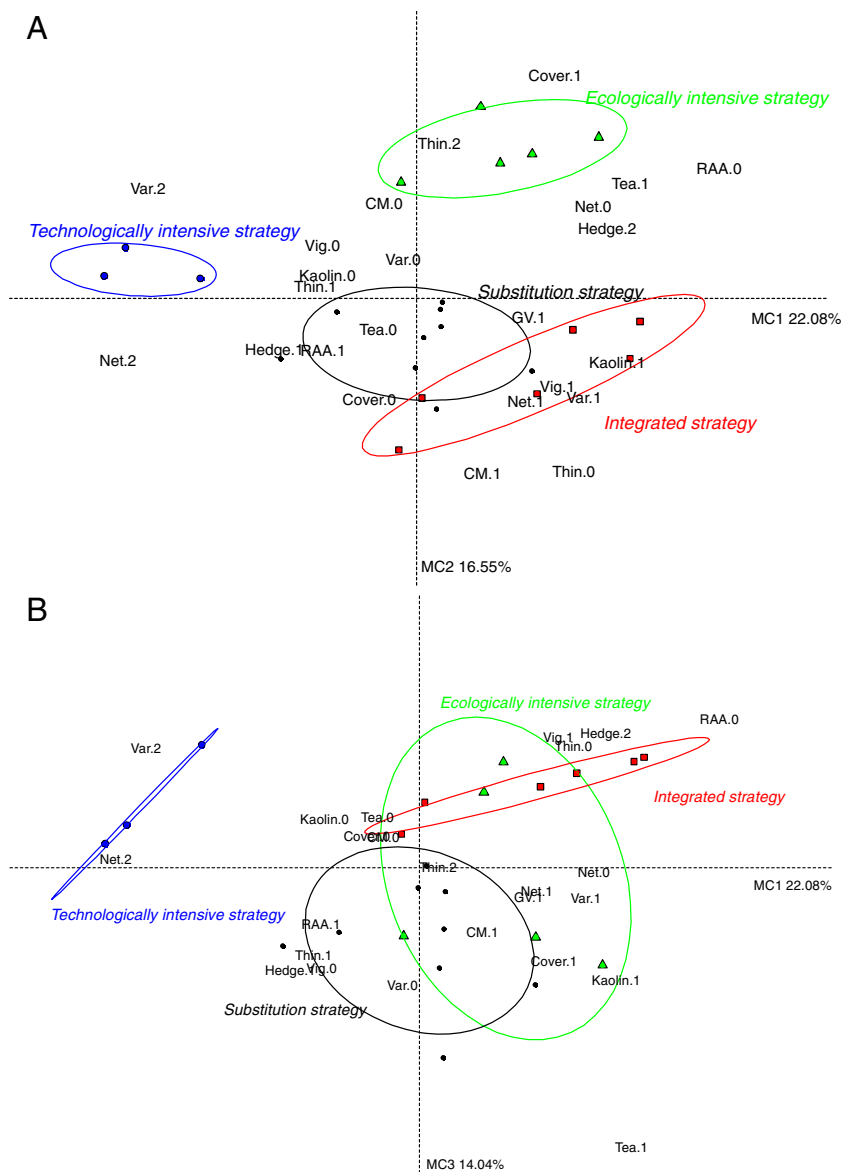 A
Cover.1
Ecologically intensive strategy
Thin.2
RAA.0
Tea.1
Var.2
CM.0
Net.0
Hedge.2
Technologically intensive strategy
Vig.0
Var.0
Kaolin.0
Thin.1
Substitution strategy
GV.1
MC1 22.08%
Tea.0
Hedge.1
RAA.1
Net.2
Kaolin.1
Vig.1
Cover.0
Net.1
Var.1
Integrated strategy
CM.1
Thin.0
MC2 16.55%
B
Ecologically intensive strategy
RAA.0
Vig.1
Hedge.2
Thin.0
Var.2
Integrated strategy
Kaolin.0
Tea.0
Cover.0
CM.0
Net.2
Thin.2
Net.0
MC1 22.08%
Net.1
GV.1
Var.1
Technologically intensive strategy
RAA.1
CM.1
Thin.1
Cover.1
Hedge.1
Vig.0
Kaolin.1
Var.0
Substitution strategy
Tea.1
MC3 14.04%